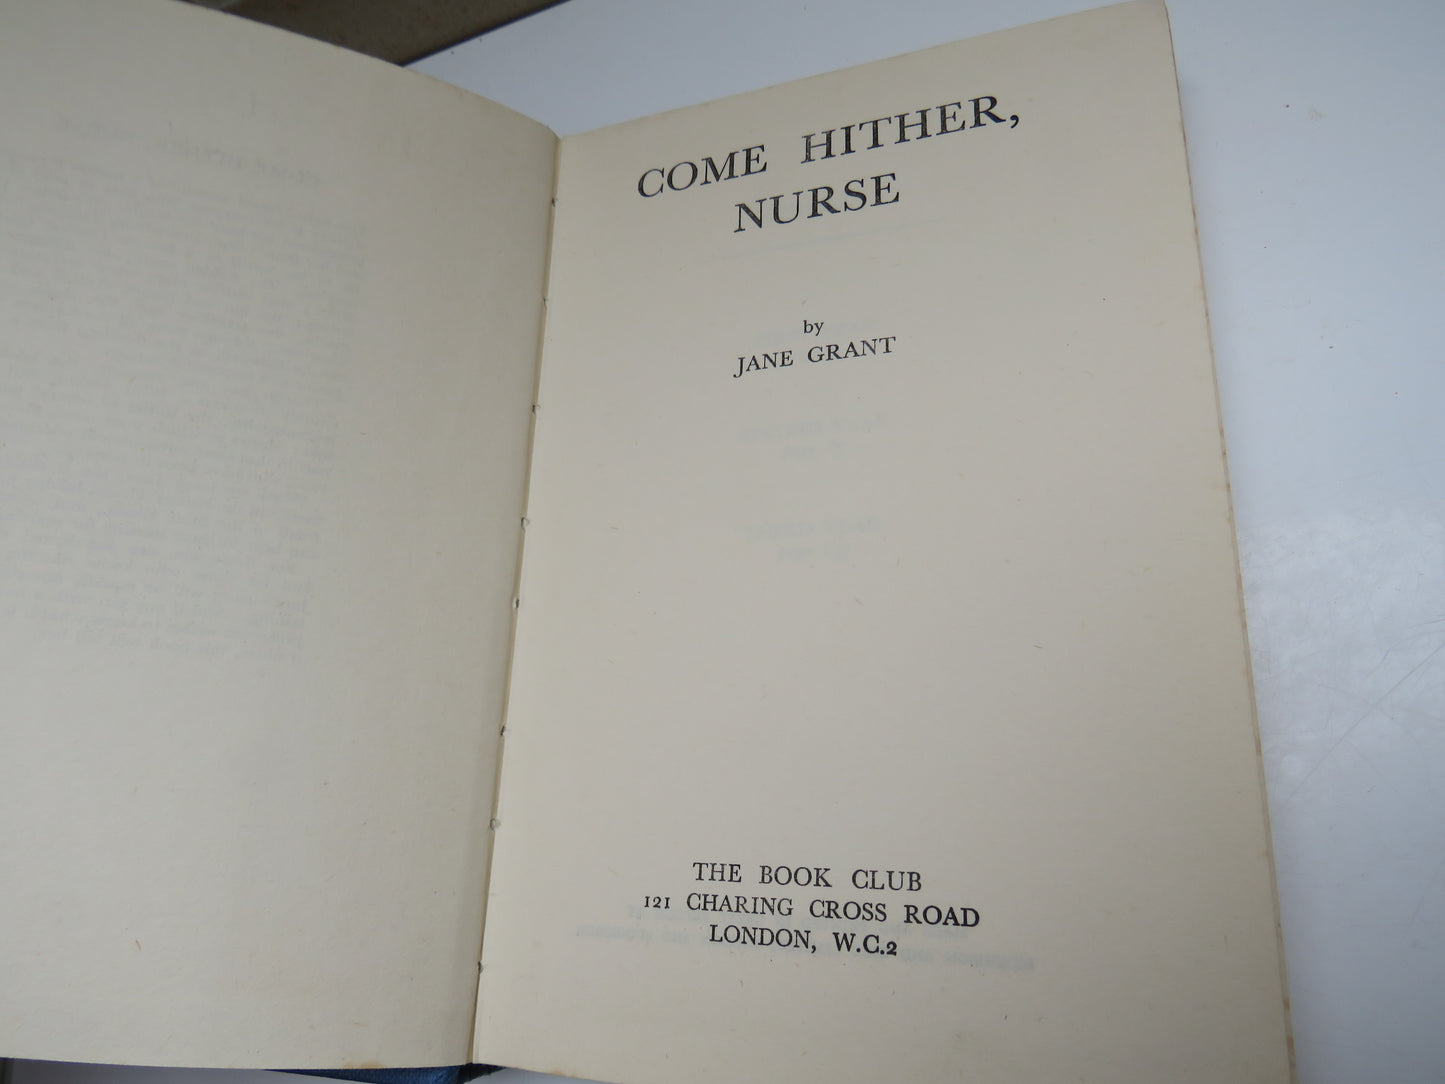 COME HITHER,
NURSE
by
JANE GRANT
THE BOOK CLUB
121 CHARING CROSS ROAD
LONDON, W.C.2